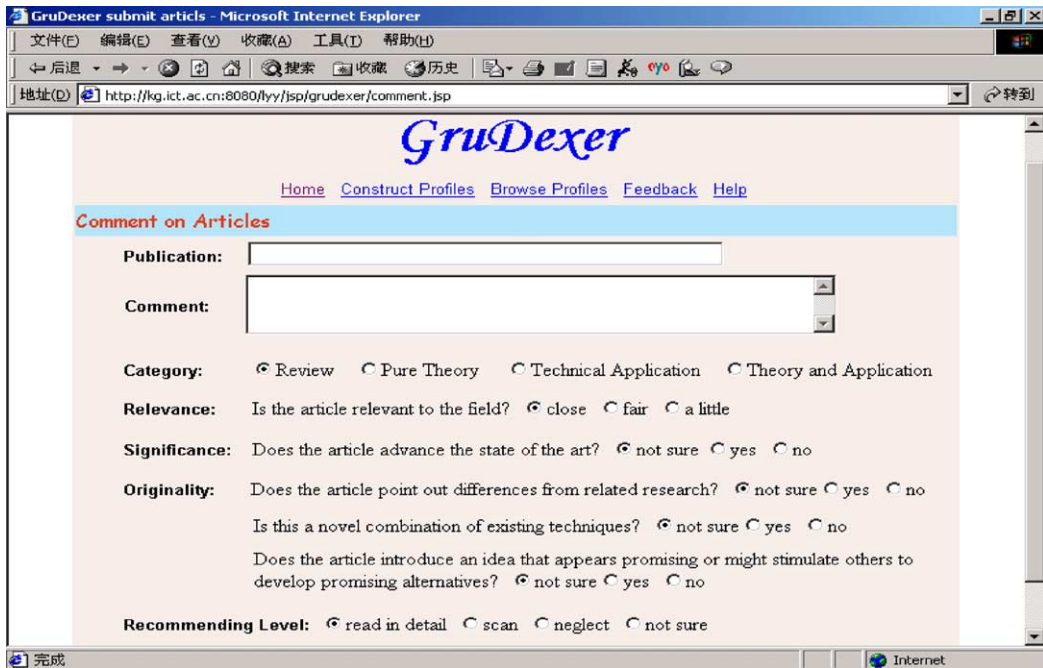 GruDexer submit articls - Microsoft Internet Explorer
文件(F) 编辑(E) 查看(V) 收藏(A) 工具(T) 帮助(H)
后退 搜索 收藏 历史
地址(D) http://kg.ict.ac.cn:8080/lyy/jsp/grudexer/comment.jsp 转到
GruDexer
Home Construct Profiles Browse Profiles Feedback Help
Comment on Articles
Publication:
Comment:
Category: Review Pure Theory Technical Application Theory and Application
Relevance: Is the article relevant to the field? close fair a little
Significance: Does the article advance the state of the art? not sure yes no
Originality: Does the article point out differences from related research? not sure yes no
Is this a novel combination of existing techniques? not sure yes no
Does the article introduce an idea that appears promising or might stimulate others to
develop promising alternatives? not sure yes no
Recommending Level: read in detail scan neglect not sure
完成 Internet